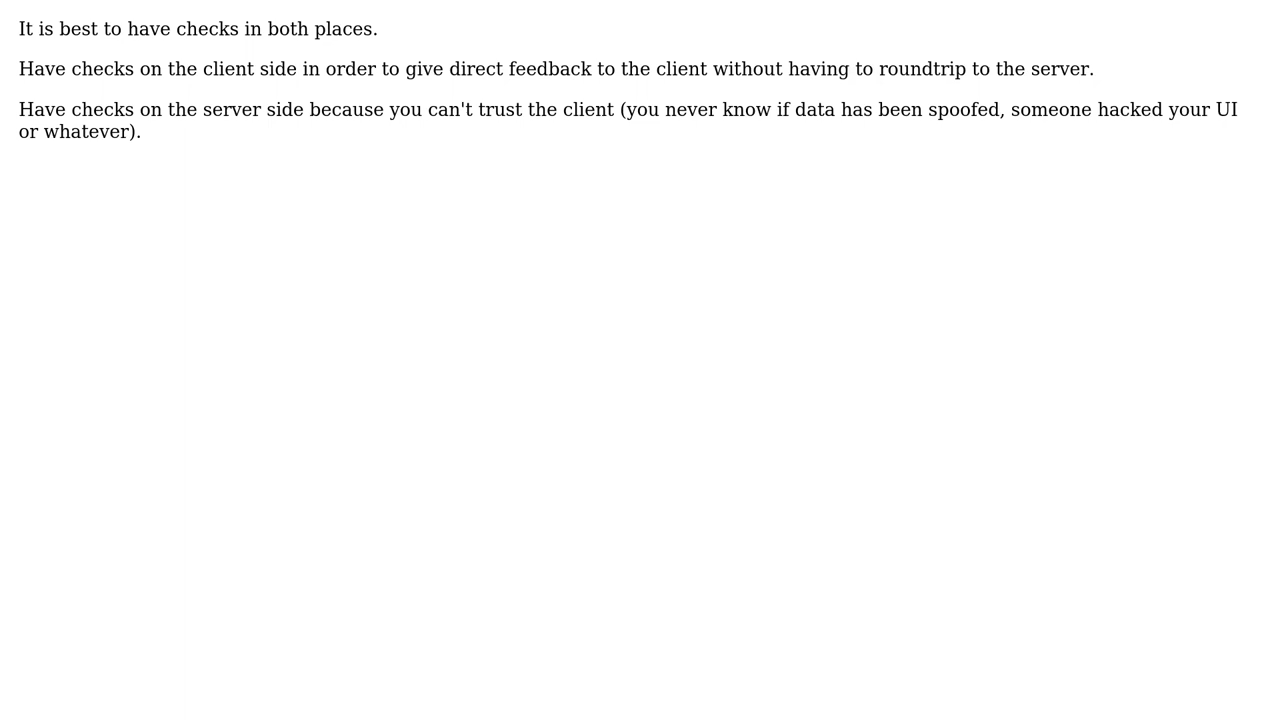 It is best to have checks in both places.
Have checks on the client side in order to give direct feedback to the client without having to roundtrip to the server.
Have checks on the server side because you can't trust the client (you never know if data has been spoofed, someone hacked your UI
or whatever).